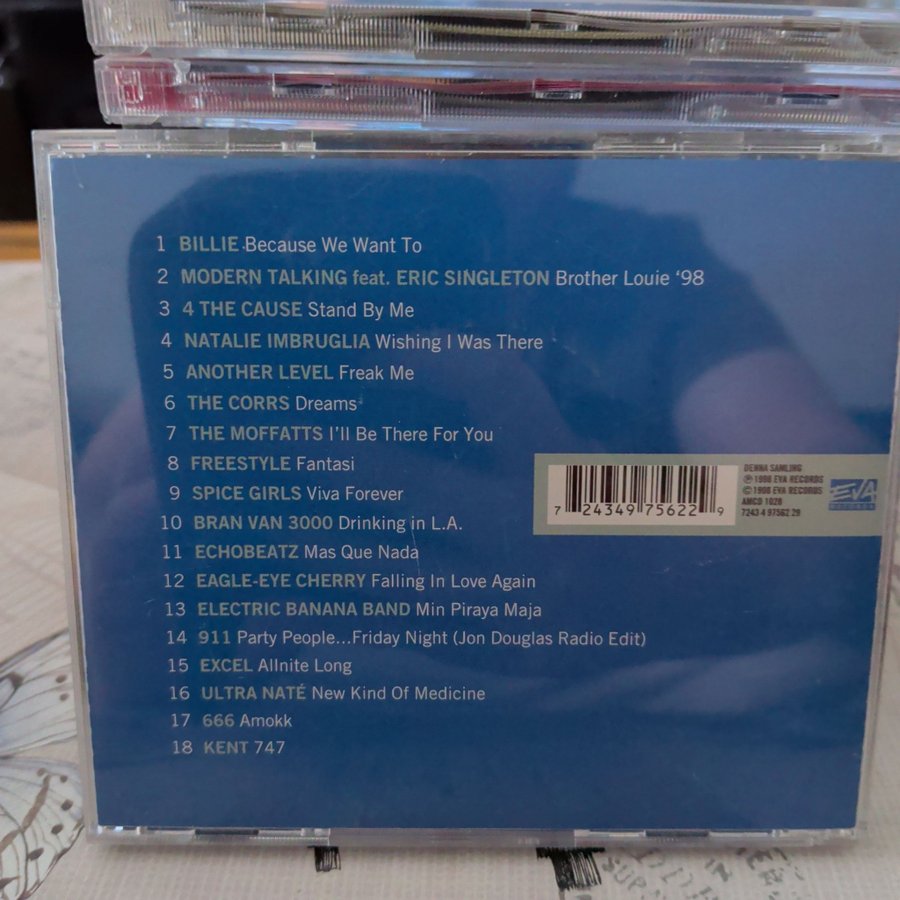 1 BILLIE Because We Want To
2 MODERN TALKING feat. ERIC SINGLETON Brother Louie ‘98
3 4 THE CAUSE Stand By Me
4 NATALIE IMBRUGLIA Wishing I Was There
5 ANOTHER LEVEL Freak Me
6 THE CORRS Dreams
7 THE MOFFATTS I'll Be There For You
8 FREESTYLE Fantasi
9 SPICE GIRLS Viva Forever
10 BRAN VAN 3000 Drinking in L.A.
11 ECHOBEATZ Mas Que Nada
12 EAGLE-EYE CHERRY Falling In Love Again
13 ELECTRIC BANANA BAND Min Piraya Maja
14 911 Party People...Friday Night (Jon Douglas Radio Edit)
15 EXCEL Allnite Long
16 ULTRA NATÉ New Kind Of Medicine
17 666 Amokk
18 KENT 747
7 24349 75622 9
DENNA SAMLING
℗ 1998 EVA RECORDS
© 1998 EVA RECORDS
AMCD 1028
7243 4 97562 29
EVA
RECORDS